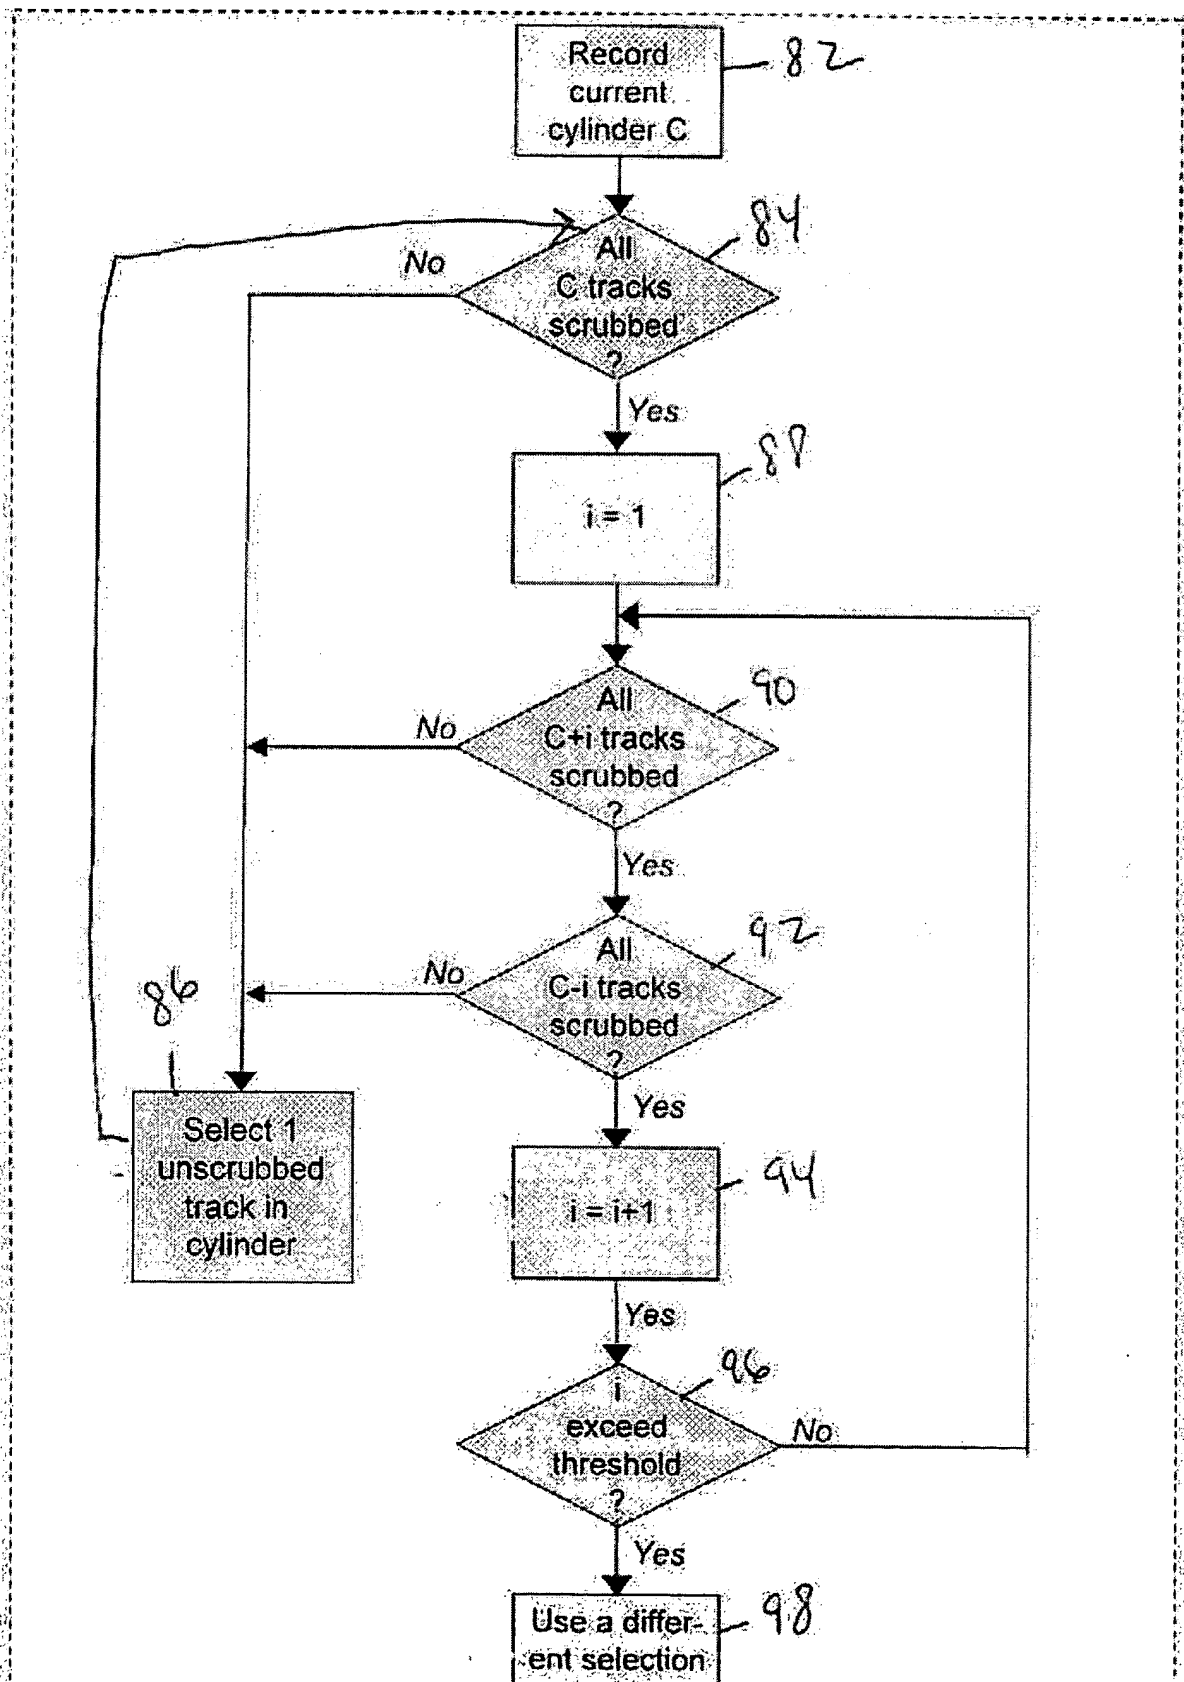 Record
current
cylinder C
82
All
C tracks
scrubbed
?
84
No
Yes
i = 1
88
All
C+i tracks
scrubbed
?
90
No
Yes
All
C-i tracks
scrubbed
?
92
No
Yes
86
Select 1
unscrubbed
track in
cylinder
i = i+1
94
Yes
i
exceed
threshold
?
96
No
Yes
Use a differ-
ent selection
98